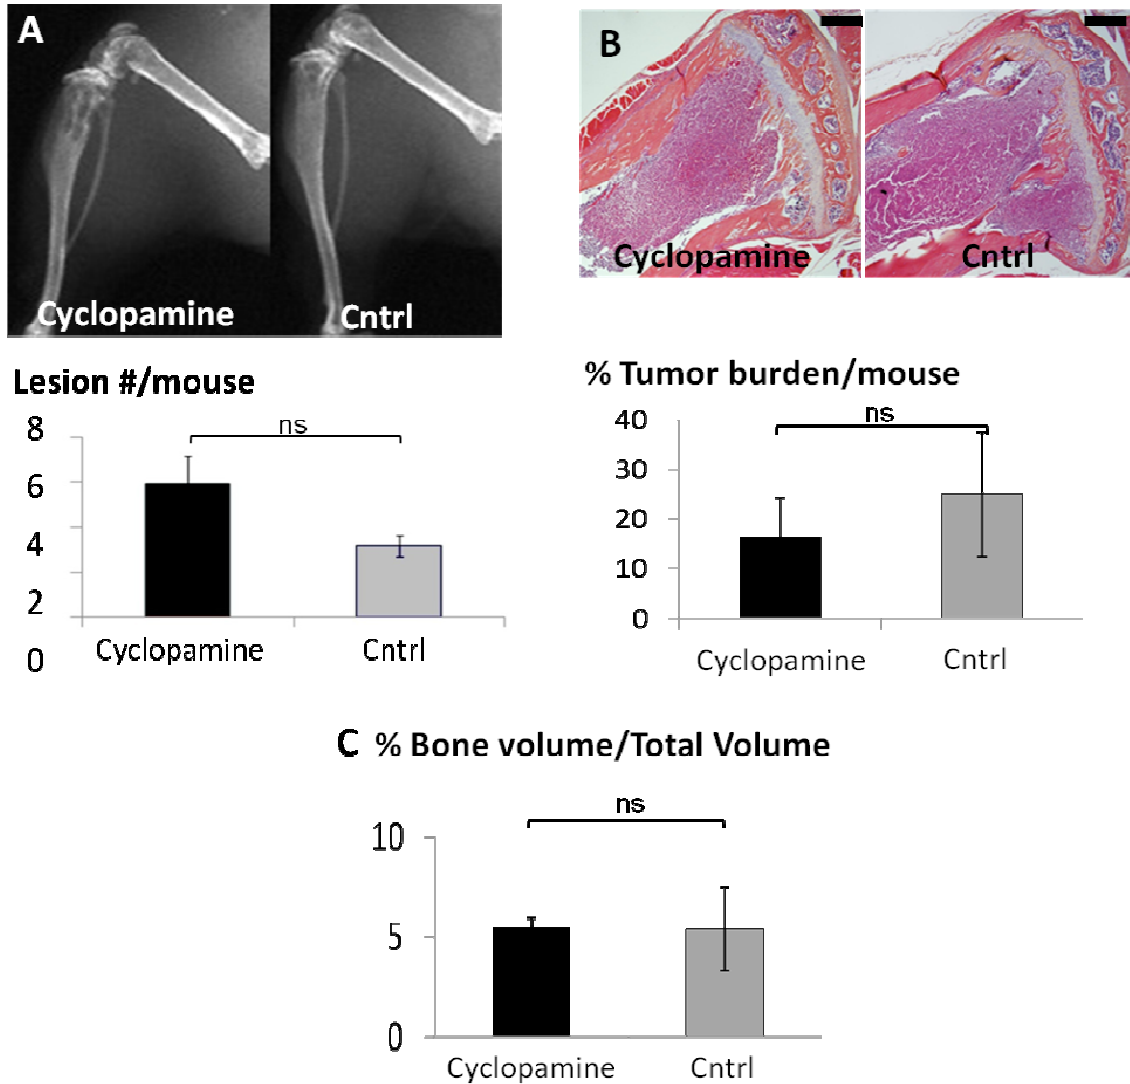 A
Cyclopamine
Cntrl
B
Cyclopamine
Cntrl
Lesion #/mouse
8
6
4
2
0
ns
Cyclopamine
Cntrl
% Tumor burden/mouse
40
30
20
10
0
ns
Cyclopamine
Cntrl
C % Bone volume/Total Volume
10
5
0
ns
Cyclopamine
Cntrl